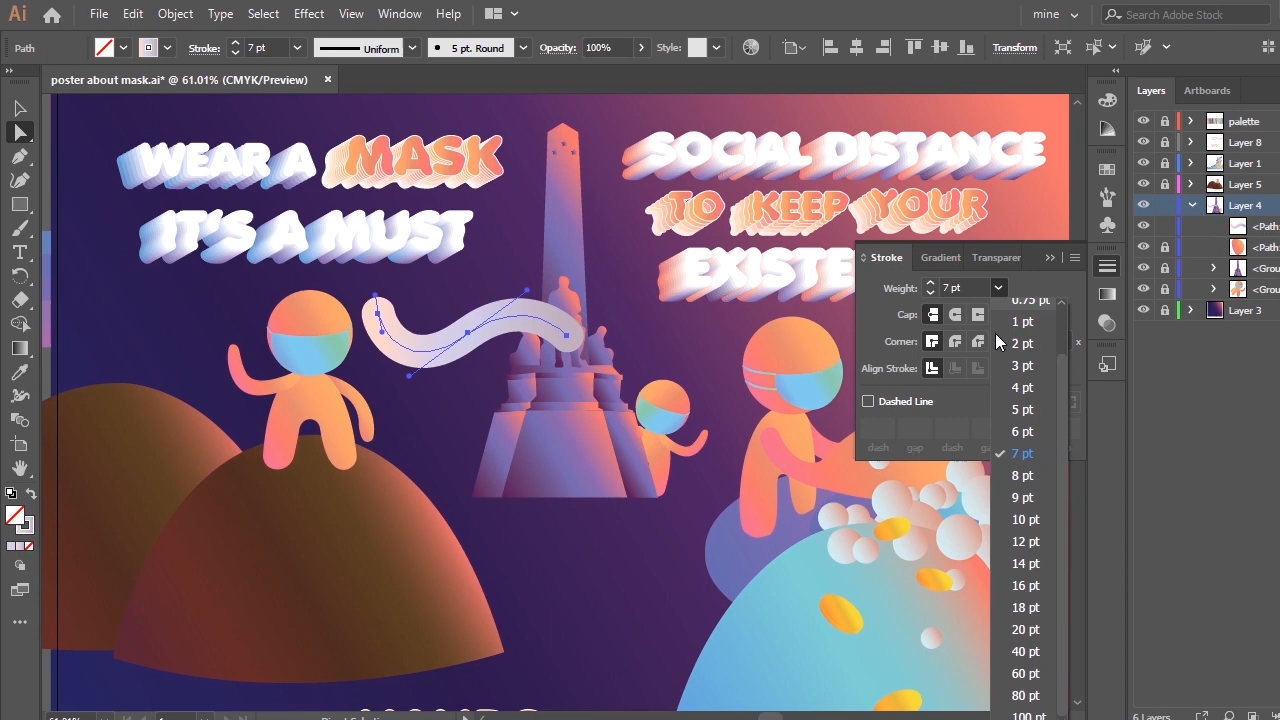 Ai File Edit Object Type Select Effect View Window Help mine Search Adobe Stock
Path Stroke: 7 pt Uniform 5 pt. Round Opacity: 100% Style: Transform
poster about mask.ai* @ 61.01% (CMYK/Preview) ×
Layers Artboards
palette
Layer 8
Layer 1
Layer 5
Layer 4
<Path
<Path
<Grou
<Grou
Layer 3
WEAR A MASK
IT'S A MUST
SOCIAL DISTANCE
TO KEEP YOUR
EXISTE
Stroke Gradient Transparer
Weight: 7 pt
Cap:
Corner:
Align Stroke:
Dashed Line
dash gap dash
0.75 pt
1 pt
2 pt
3 pt
4 pt
5 pt
6 pt
7 pt
8 pt
9 pt
10 pt
12 pt
14 pt
16 pt
18 pt
20 pt
40 pt
60 pt
80 pt
100 pt
6 Layers